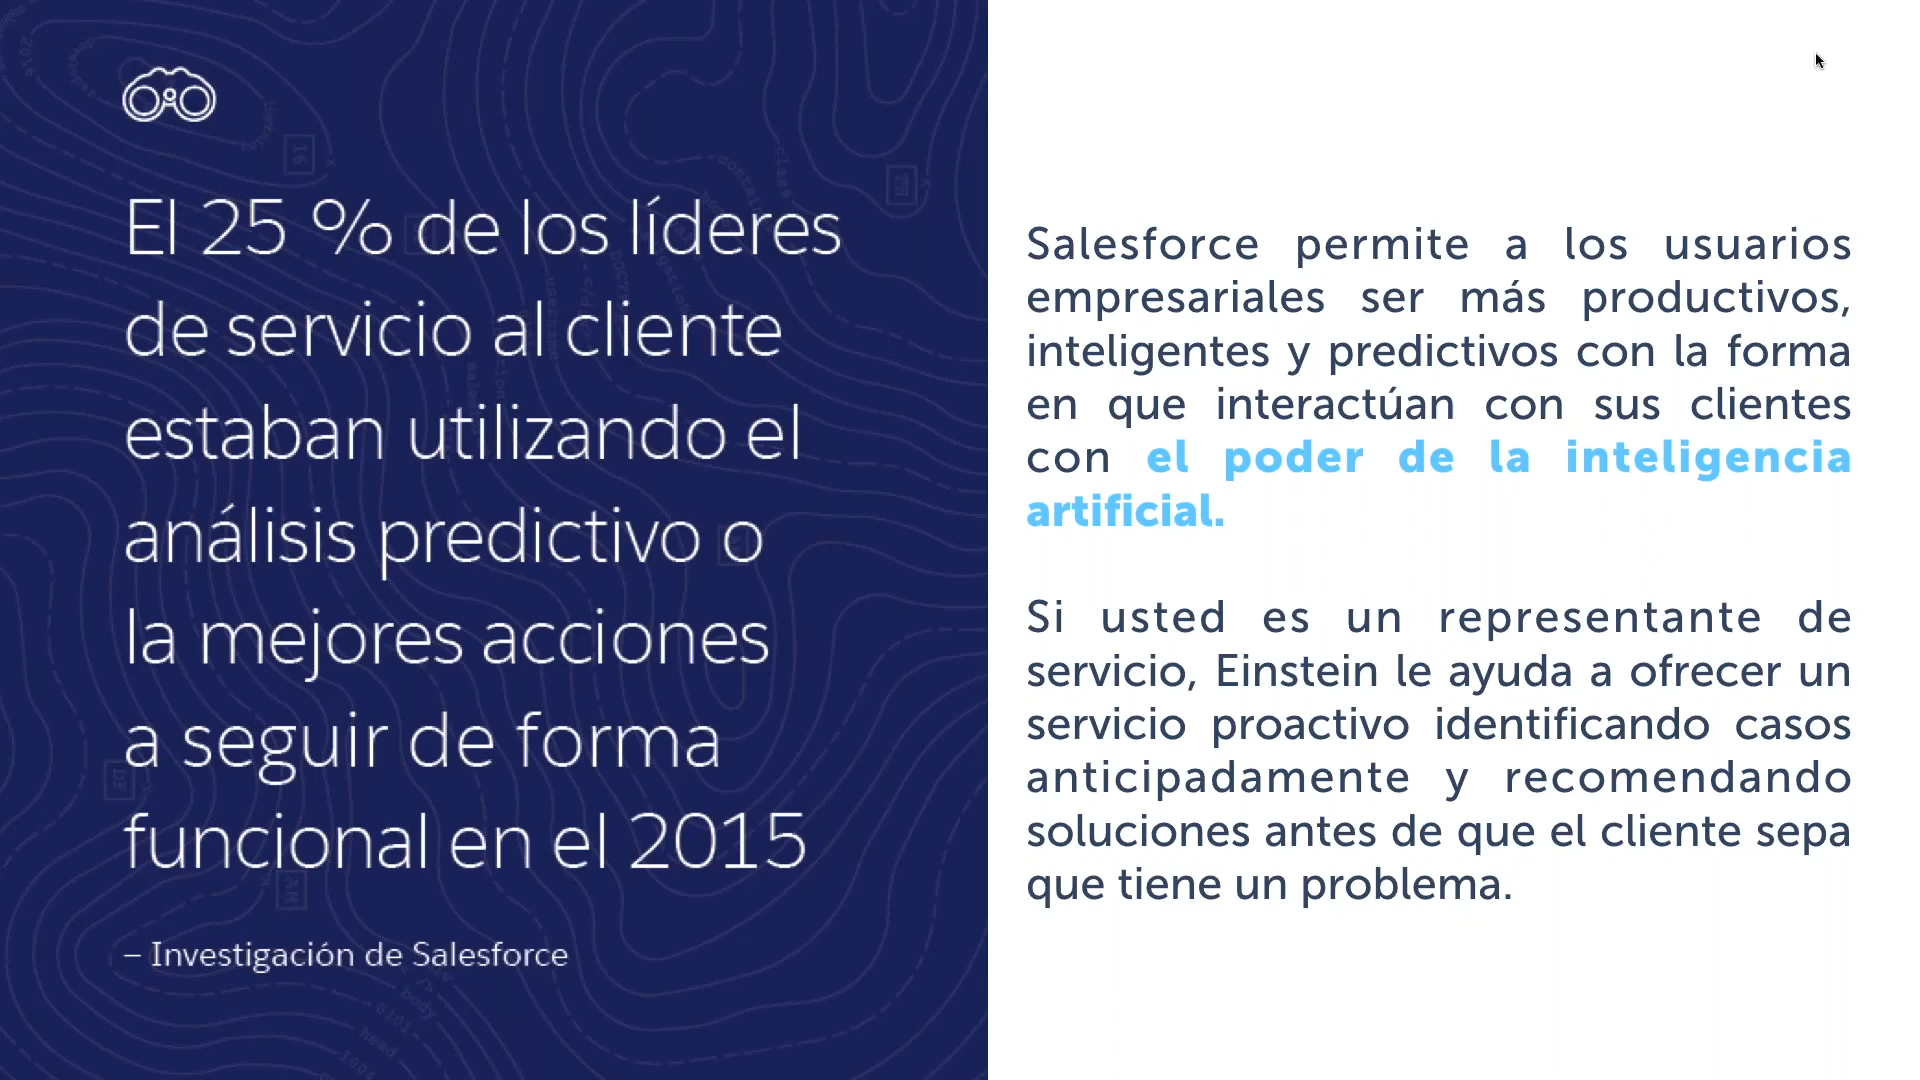 El 25 % de los líderes
de servicio al cliente
estaban utilizando el
análisis predictivo o
la mejores acciones
a seguir de forma
funcional en el 2015
– Investigación de Salesforce
Salesforce permite a los usuarios
empresariales ser más productivos,
inteligentes y predictivos con la forma
en que interactúan con sus clientes
con el poder de la inteligencia
artificial.
Si usted es un representante de
servicio, Einstein le ayuda a ofrecer un
servicio proactivo identificando casos
anticipadamente y recomendando
soluciones antes de que el cliente sepa
que tiene un problema.